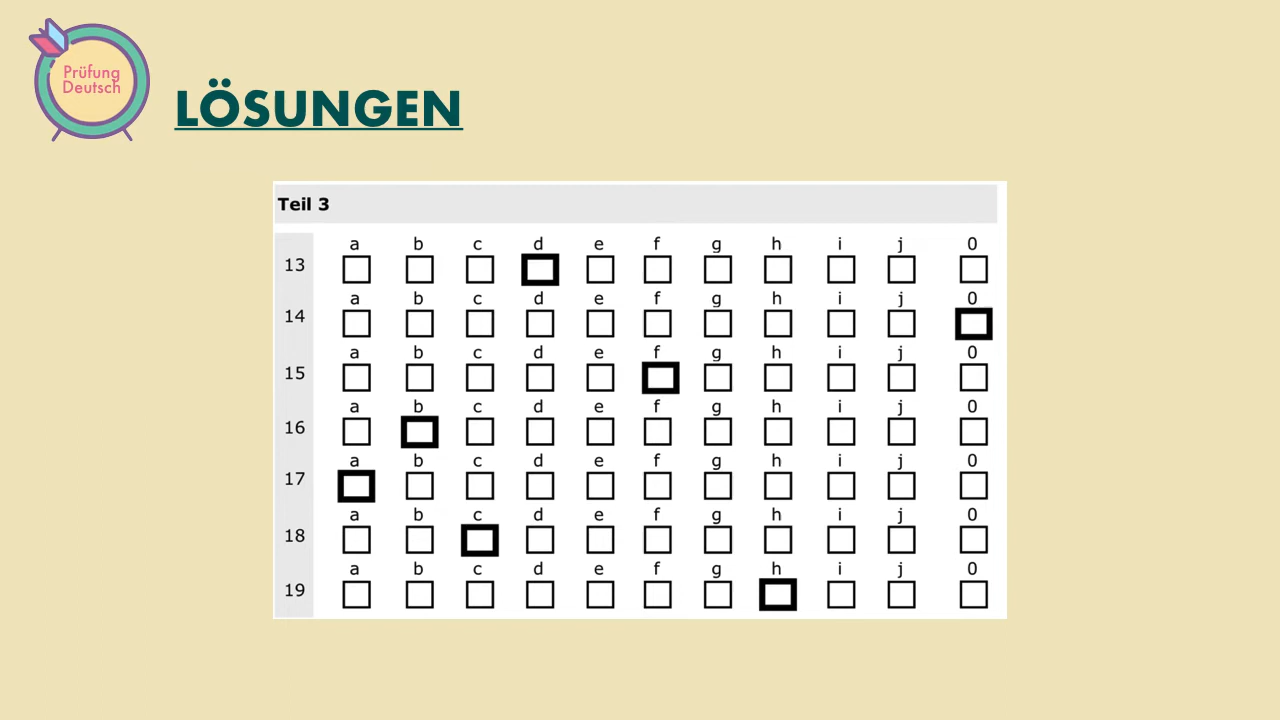 Prüfung
Deutsch
LÖSUNGEN
Teil 3
a b c d e f g h i j 0
13
a b c d e f g h i j 0
14
a b c d e f g h i j 0
15
a b c d e f g h i j 0
16
a b c d e f g h i j 0
17
a b c d e f g h i j 0
18
a b c d e f g h i j 0
19